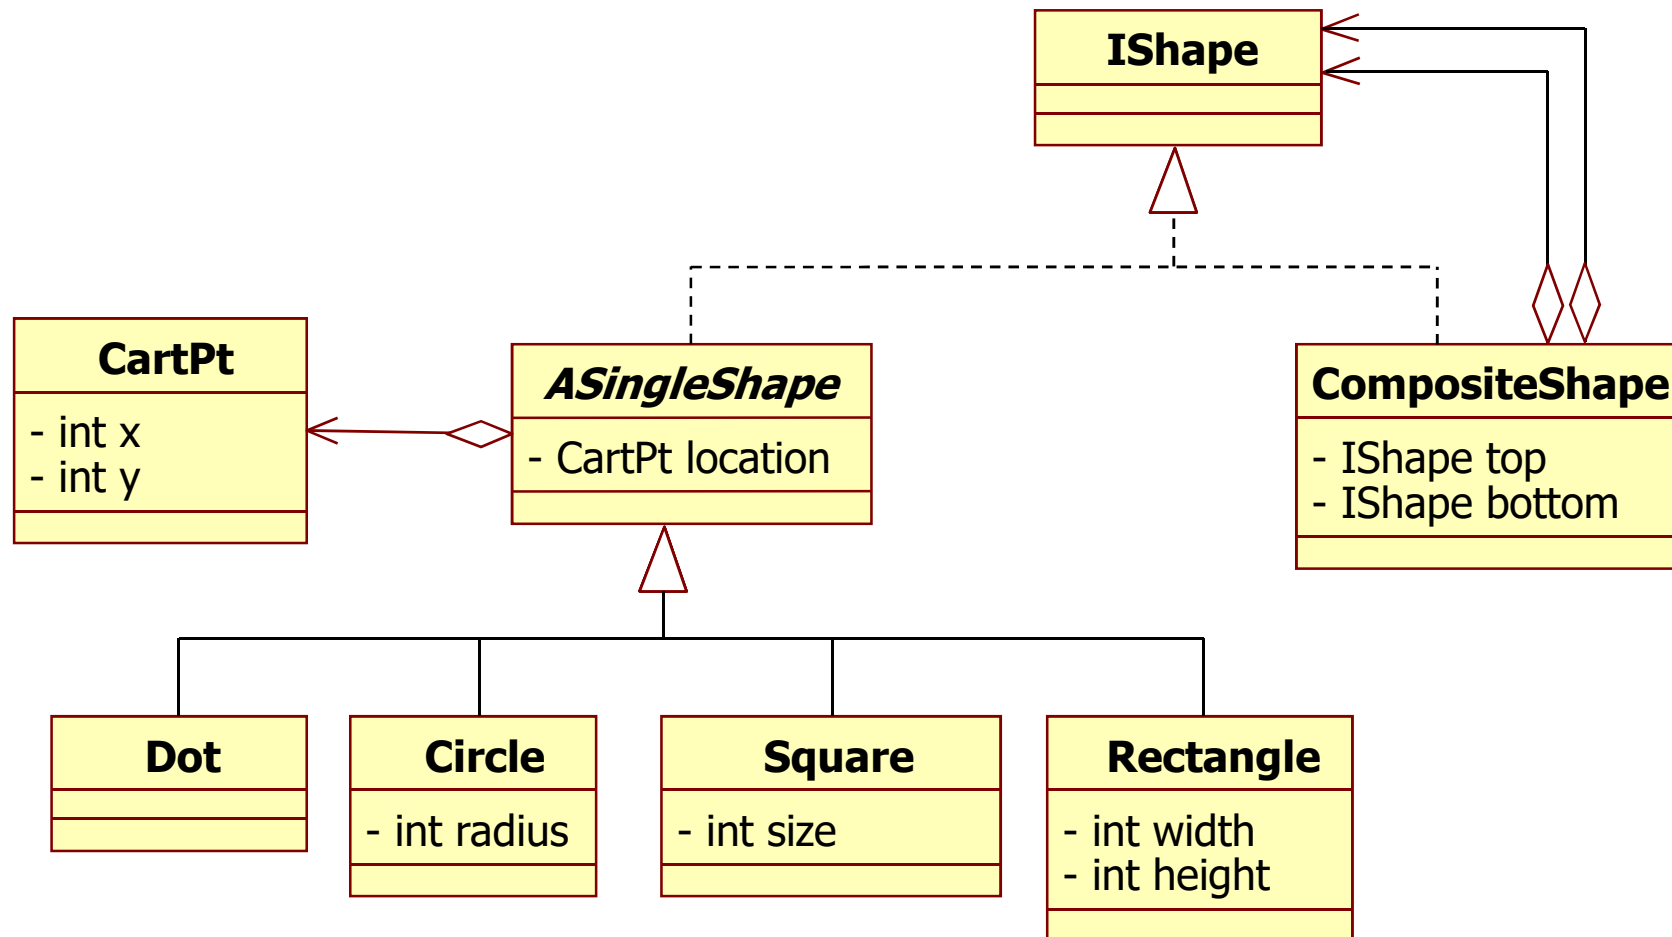 IShape
CartPt
- int x
- int y
ASingleShape
- CartPt location
CompositeShape
- IShape top
- IShape bottom
Dot
Circle
- int radius
Square
- int size
Rectangle
- int width
- int height